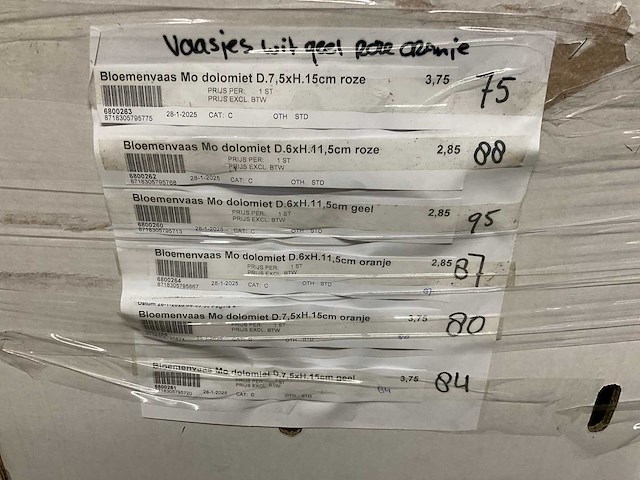 Vaasjes wit geel roze oranje
Bloemenvaas Mo dolomiet D.7,5xH.15cm roze 3,75 75
PRIJS PER: 1 ST
PRIJS EXCL. BTW
6800263
8718305795775 28-1-2025 CAT: C OTH STD
Bloemenvaas Mo dolomiet D.6xH.11,5cm roze 2,85 88
PRIJS PER: 1 ST
PRIJS EXCL. BTW
6800262
8718305795768 28-1-2025 CAT: C OTH STD
Bloemenvaas Mo dolomiet D.6xH.11,5cm geel 2,85 95
PRIJS PER: 1 ST
PRIJS EXCL. BTW
6800260
8718305795713 28-1-2025 CAT: C OTH STD
Bloemenvaas Mo dolomiet D.6xH.11,5cm oranje 2,85 87
PRIJS PER: 1 ST
PRIJS EXCL. BTW
6800264
28-1-2025 CAT: C OTH STD
Bloemenvaas Mo dolomiet D.7,5xH.15cm oranje 3,75 80
PRIJS PER: 1 ST
PRIJS EXCL. BTW
Bloemenvaas Mo dolomiet D.7,5xH.15cm geel 3,75 84
PRIJS PER: 1 ST
PRIJS EXCL. BTW 84
6800261
8718305795720 28-1-2025 CAT: C OTH STD